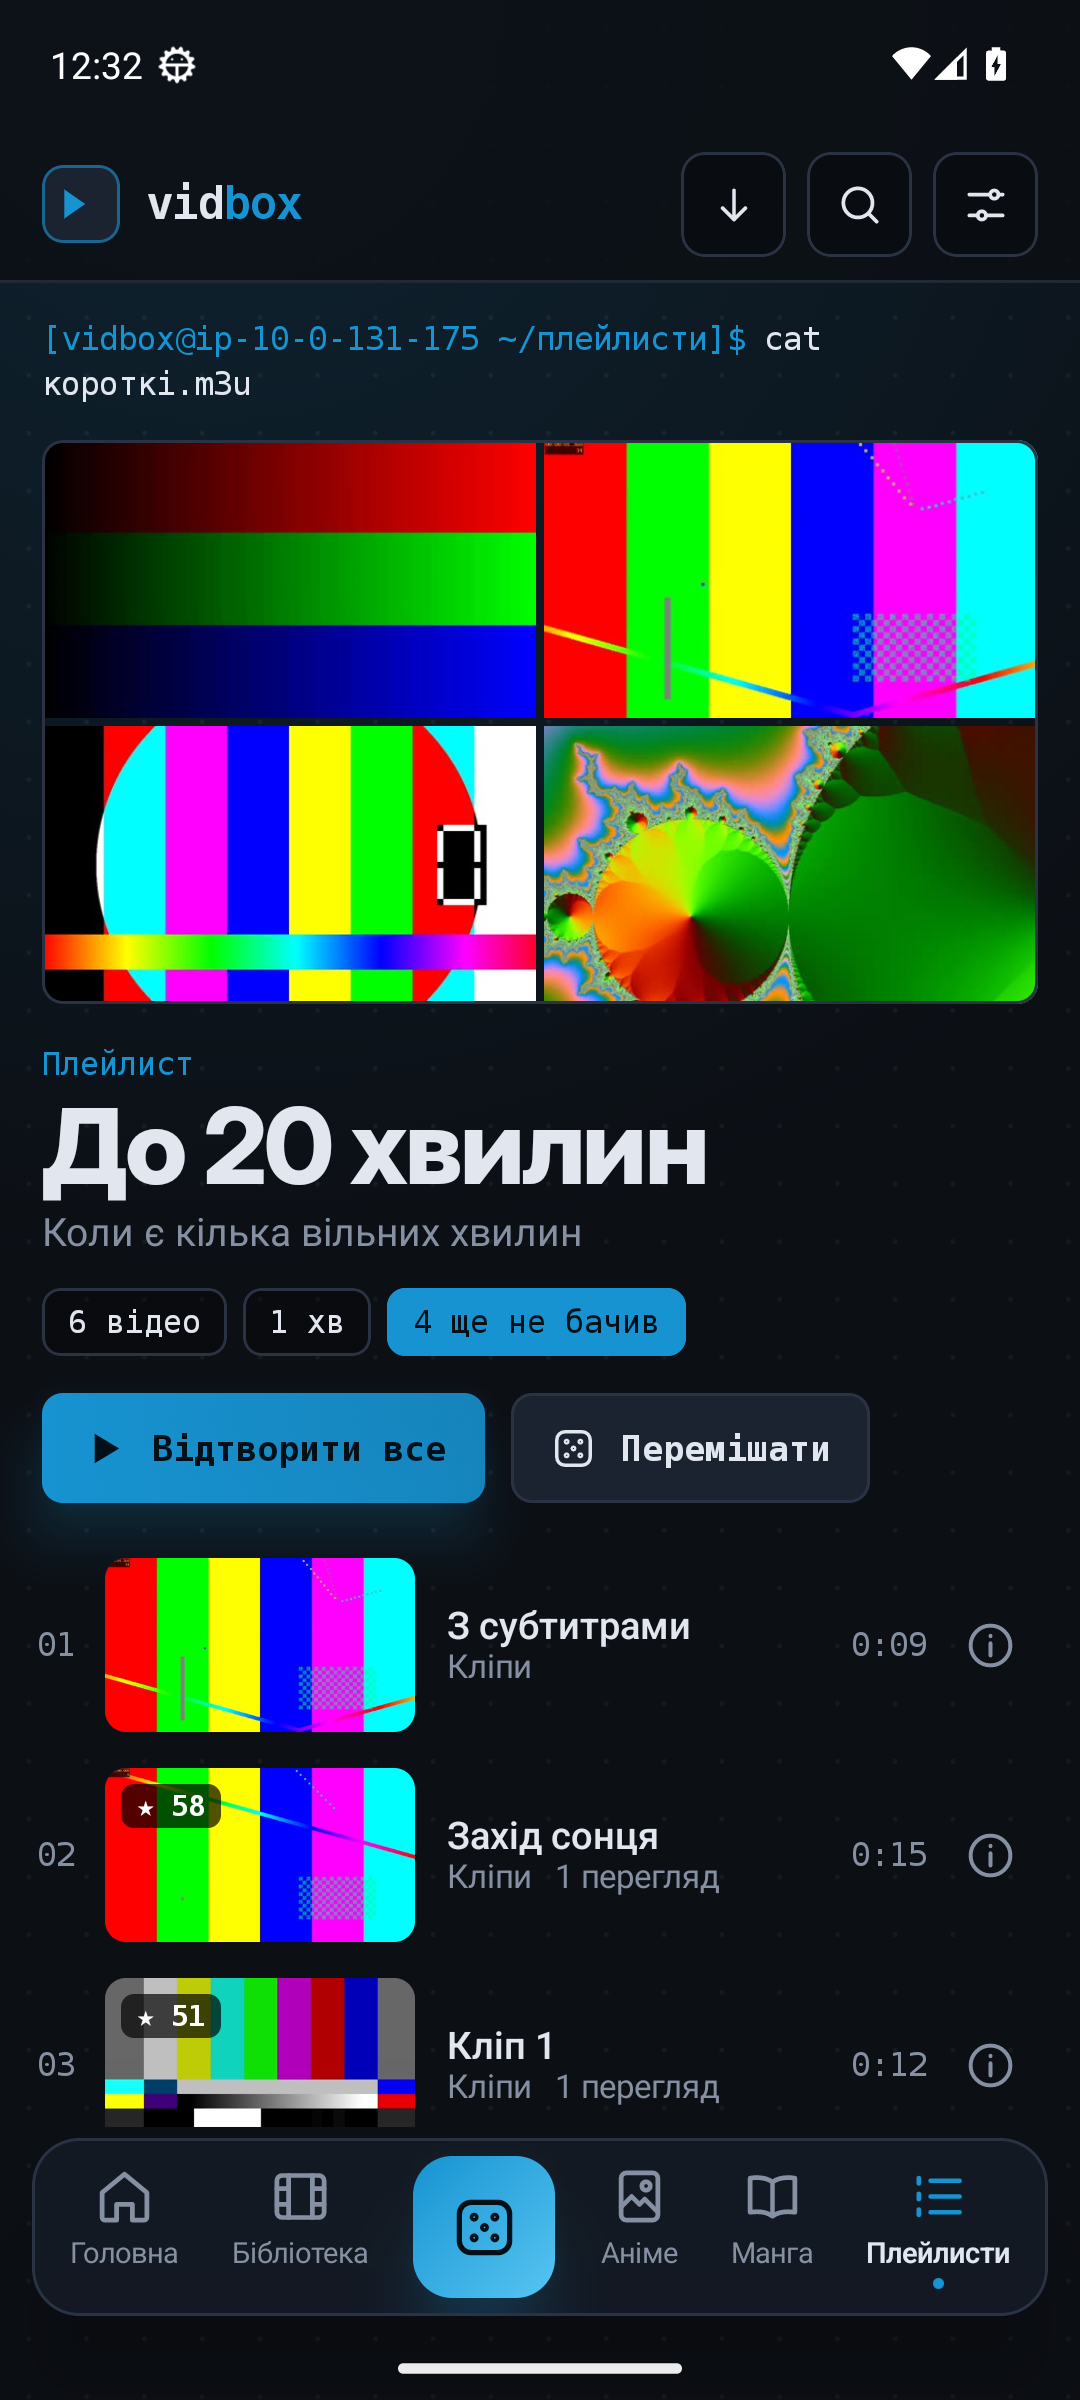 12:32
vidbox
[vidbox@ip-10-0-131-175 ~/плейлисти]$ cat
короткі.m3u
Плейлист
До 20 хвилин
Коли є кілька вільних хвилин
6 відео
1 хв
4 ще не бачив
Відтворити все
Перемішати
01
З субтитрами
Кліпи
0:09
02
★ 58
Захід сонця
Кліпи 1 перегляд
0:15
03
★ 51
Кліп 1
Кліпи 1 перегляд
0:12
Головна
Бібліотека
Аніме
Манга
Плейлисти